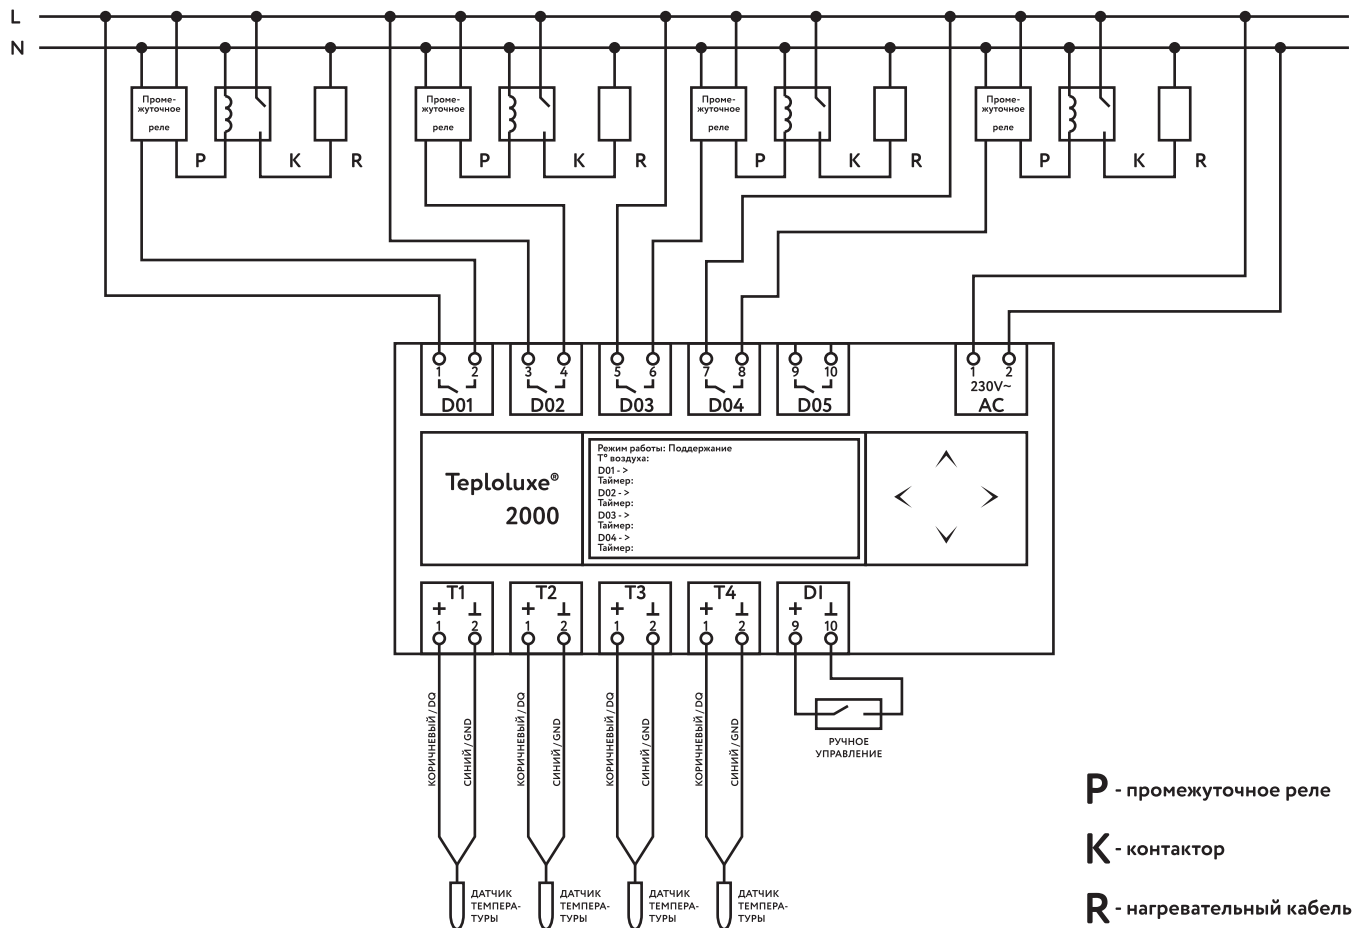 L
N
Проме-
жуточное
реле
P K R
Проме-
жуточное
реле
P K R
Проме-
жуточное
реле
P K R
Проме-
жуточное
реле
P K R
1 2
D01
3 4
D02
5 6
D03
7 8
D04
9 10
D05
1 2
230V~
AC
Teploluxe®
2000
Режим работы: Поддержание
T° воздуха:
D01 - >
Таймер:
D02 - >
Таймер:
D03 - >
Таймер:
D04 - >
Таймер:
T1
+ ⊥
1 2
T2
+ ⊥
1 2
T3
+ ⊥
1 2
T4
+ ⊥
1 2
DI
+ ⊥
9 10
КОРИЧНЕВЫЙ / DQ
СИНИЙ / GND
КОРИЧНЕВЫЙ / DQ
СИНИЙ / GND
КОРИЧНЕВЫЙ / DQ
СИНИЙ / GND
КОРИЧНЕВЫЙ / DQ
СИНИЙ / GND
РУЧНОЕ
УПРАВЛЕНИЕ
ДАТЧИК
ТЕМПЕРА-
ТУРЫ
ДАТЧИК
ТЕМПЕРА-
ТУРЫ
ДАТЧИК
ТЕМПЕРА-
ТУРЫ
ДАТЧИК
ТЕМПЕРА-
ТУРЫ
P - промежуточное реле
K - контактор
R - нагревательный кабель